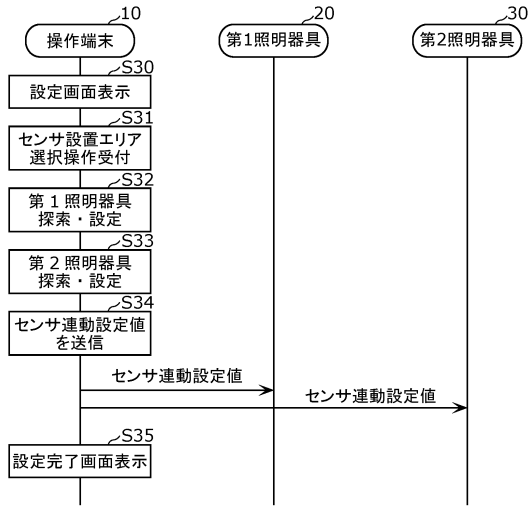 10
20
30
操作端末
第1照明器具
第2照明器具
S30
設定画面表示
S31
センサ設置エリア
選択操作受付
S32
第1照明器具
探索・設定
S33
第2照明器具
探索・設定
S34
センサ連動設定値
を送信
センサ連動設定値
センサ連動設定値
S35
設定完了画面表示